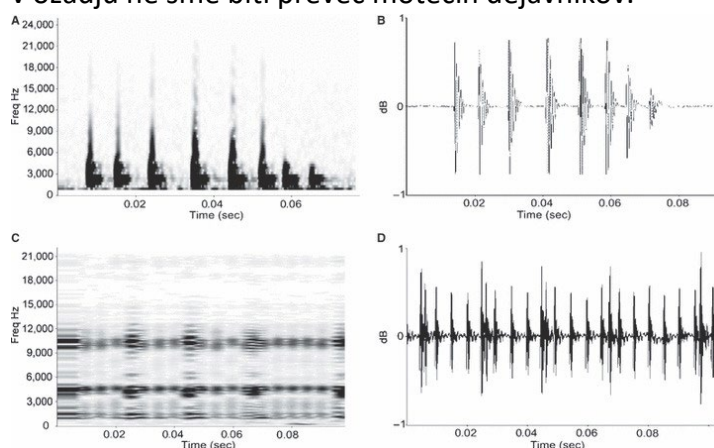 V ozadju ne sme biti preveč motečih dejavnikov.
A
24,000
21,000
18,000
15,000
12,000
9,000
6,000
3,000
0
Freq Hz
0.02 0.04 0.06
Time (sec)
B
1
0
−1
dB
0.02 0.04 0.06 0.08
Time (sec)
C
21,000
18,000
15,000
12,000
9,000
6,000
3,000
0
Freq Hz
0.02 0.04 0.06 0.08
Time (sec)
D
1
0
−1
dB
0.02 0.04 0.06 0.08
Time (sec)